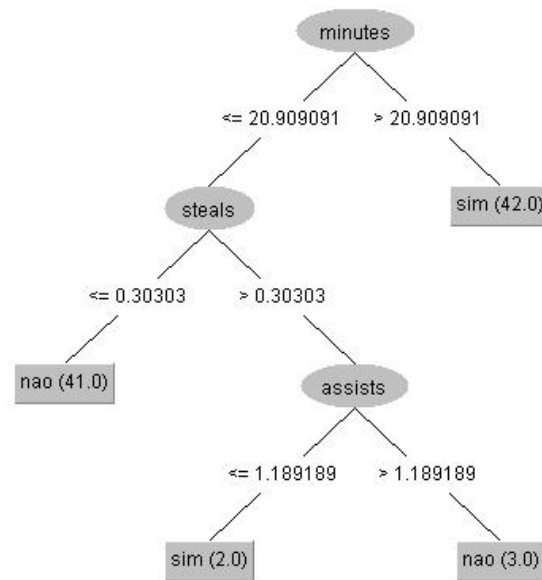 minutes
<= 20.909091 > 20.909091
steals
sim (42.0)
<= 0.30303 > 0.30303
nao (41.0)
assists
<= 1.189189 > 1.189189
sim (2.0)
nao (3.0)